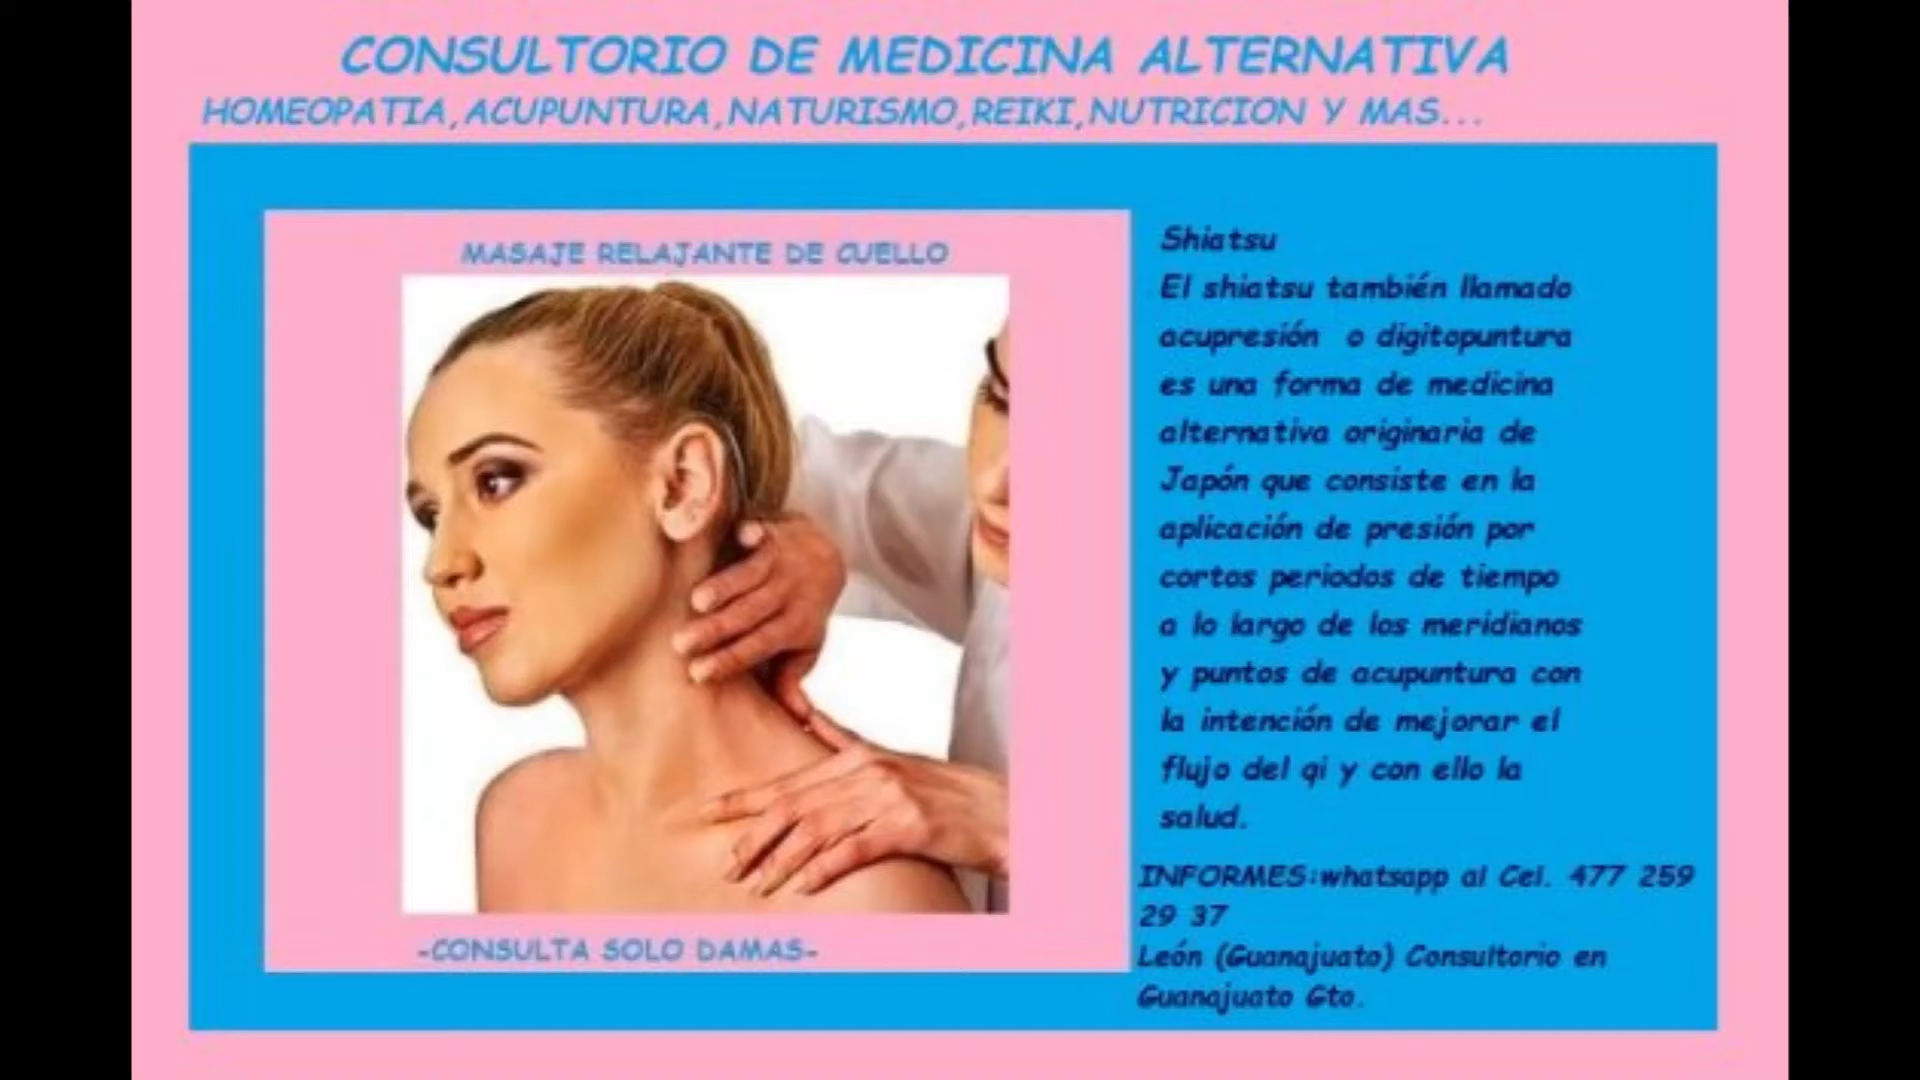 CONSULTORIO DE MEDICINA ALTERNATIVA
HOMEOPATIA,ACUPUNTURA,NATURISMO,REIKI,NUTRICION Y MAS...
MASAJE RELAJANTE DE CUELLO
-CONSULTA SOLO DAMAS-
Shiatsu
El shiatsu también llamado
acupresión o digitopuntura
es una forma de medicina
alternativa originaria de
Japón que consiste en la
aplicación de presión por
cortos periodos de tiempo
a lo largo de los meridianos
y puntos de acupuntura con
la intención de mejorar el
flujo del qi y con ello la
salud.
INFORMES:whatsapp al Cel. 477 259
29 37
León (Guanajuato) Consultorio en
Guanajuato Gto.